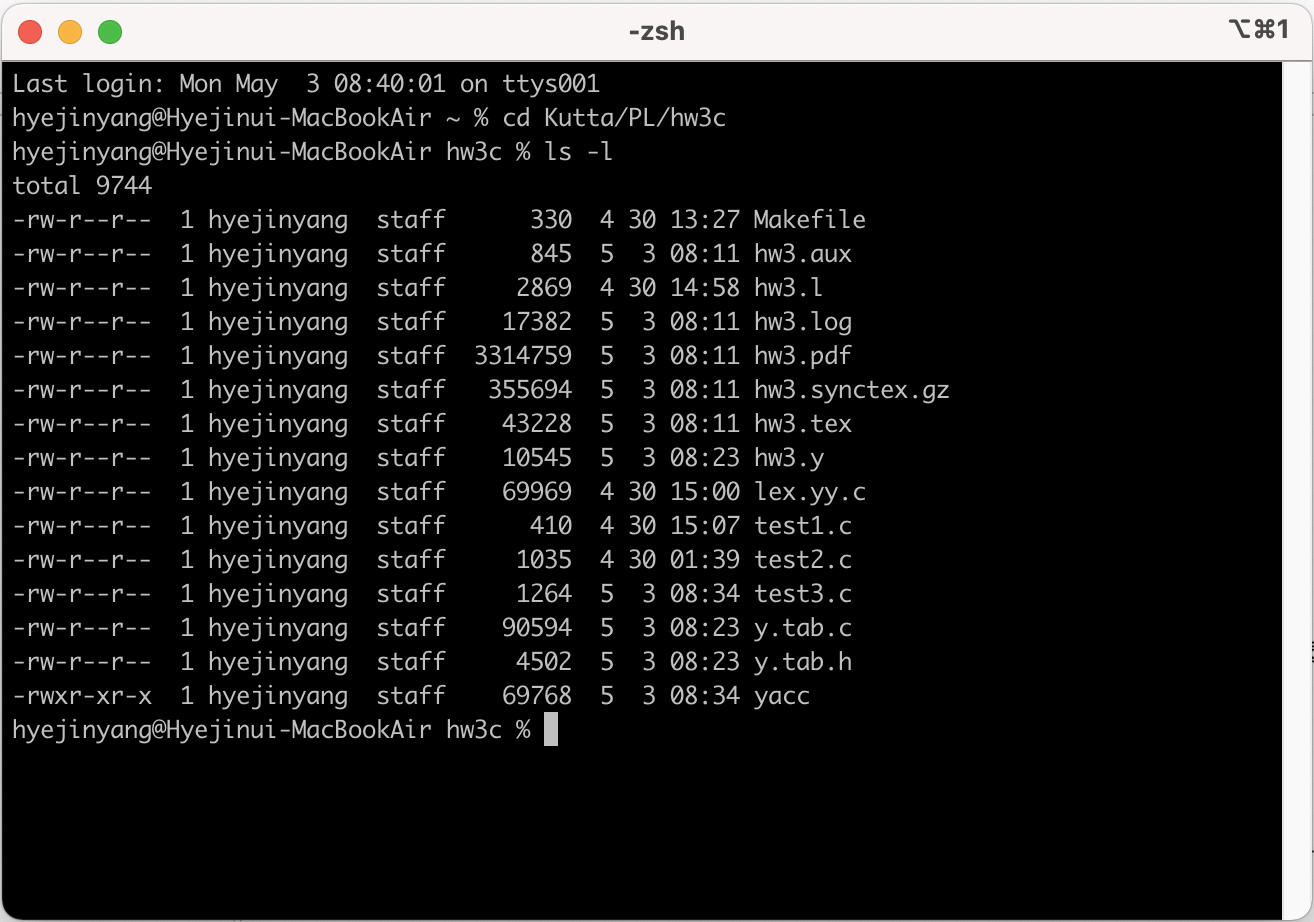 -zsh
⌥⌘1
Last login: Mon May  3 08:40:01 on ttys001
hyejinyang@Hyejinui-MacBookAir ~ % cd Kutta/PL/hw3c
hyejinyang@Hyejinui-MacBookAir hw3c % ls -l
total 9744
-rw-r--r--  1 hyejinyang  staff      330  4 30 13:27 Makefile
-rw-r--r--  1 hyejinyang  staff      845  5  3 08:11 hw3.aux
-rw-r--r--  1 hyejinyang  staff     2869  4 30 14:58 hw3.l
-rw-r--r--  1 hyejinyang  staff    17382  5  3 08:11 hw3.log
-rw-r--r--  1 hyejinyang  staff  3314759  5  3 08:11 hw3.pdf
-rw-r--r--  1 hyejinyang  staff   355694  5  3 08:11 hw3.synctex.gz
-rw-r--r--  1 hyejinyang  staff    43228  5  3 08:11 hw3.tex
-rw-r--r--  1 hyejinyang  staff    10545  5  3 08:23 hw3.y
-rw-r--r--  1 hyejinyang  staff    69969  4 30 15:00 lex.yy.c
-rw-r--r--  1 hyejinyang  staff      410  4 30 15:07 test1.c
-rw-r--r--  1 hyejinyang  staff     1035  4 30 01:39 test2.c
-rw-r--r--  1 hyejinyang  staff     1264  5  3 08:34 test3.c
-rw-r--r--  1 hyejinyang  staff    90594  5  3 08:23 y.tab.c
-rw-r--r--  1 hyejinyang  staff     4502  5  3 08:23 y.tab.h
-rwxr-xr-x  1 hyejinyang  staff    69768  5  3 08:34 yacc
hyejinyang@Hyejinui-MacBookAir hw3c %